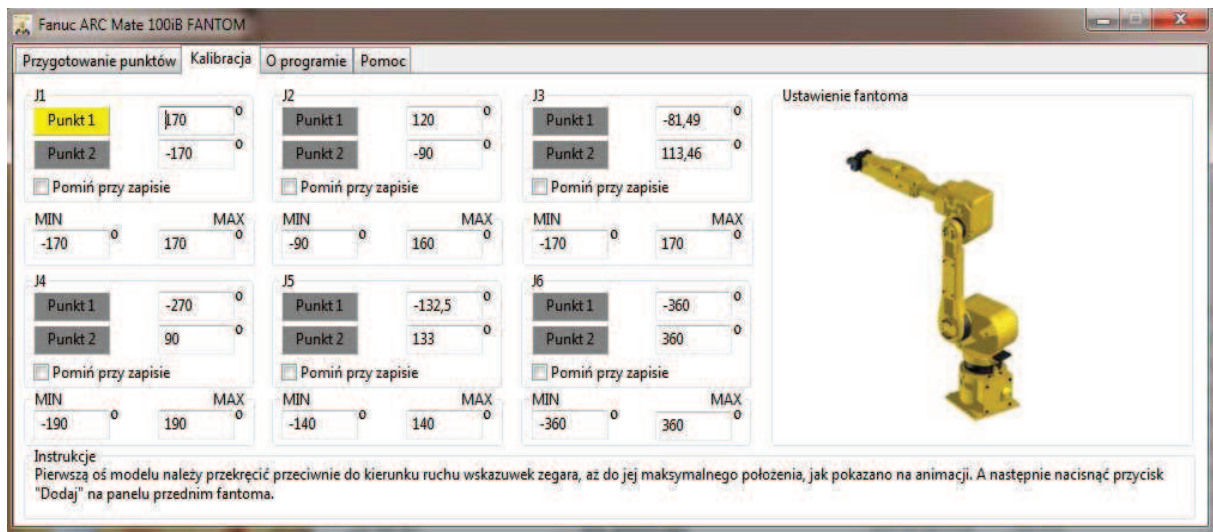 Fanuc ARC Mate 100iB FANTOM
Przygotowanie punktów Kalibracja O programie Pomoc
J1
Punkt 1 170 o
Punkt 2 -170 o
Pomiń przy zapisie
MIN MAX
-170 o 170 o
J2
Punkt 1 120 o
Punkt 2 -90 o
Pomiń przy zapisie
MIN MAX
-90 o 160 o
J3
Punkt 1 -81,49 o
Punkt 2 113,46 o
Pomiń przy zapisie
MIN MAX
-170 o 170 o
J4
Punkt 1 -270 o
Punkt 2 90 o
Pomiń przy zapisie
MIN MAX
-190 o 190 o
J5
Punkt 1 -132,5 o
Punkt 2 133 o
Pomiń przy zapisie
MIN MAX
-140 o 140 o
J6
Punkt 1 -360 o
Punkt 2 360 o
Pomiń przy zapisie
MIN MAX
-360 o 360 o
Ustawienie fantoma
Instrukcje
Pierwszą oś modelu należy przekręcić przeciwnie do kierunku ruchu wskazuwek zegara, aż do jej maksymalnego położenia, jak pokazano na animacji. A następnie nacisnąć przycisk
"Dodaj" na panelu przednim fantoma.